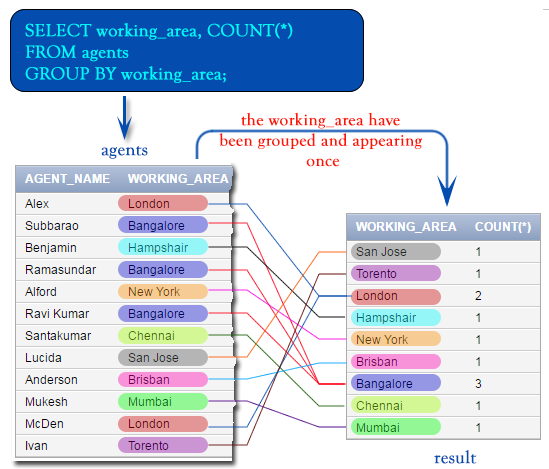 SELECT working_area, COUNT(*)
FROM agents
GROUP BY working_area;
the working_area have
been grouped and appearing
once
agents
AGENT_NAME WORKING_AREA
Alex London
Subbarao Bangalore
Benjamin Hampshair
Ramasundar Bangalore
Alford New York
Ravi Kumar Bangalore
Santakumar Chennai
Lucida San Jose
Anderson Brisban
Mukesh Mumbai
McDen London
Ivan Torento
WORKING_AREA COUNT(*)
San Jose 1
Torento 1
London 2
Hampshair 1
New York 1
Brisban 1
Bangalore 3
Chennai 1
Mumbai 1
result